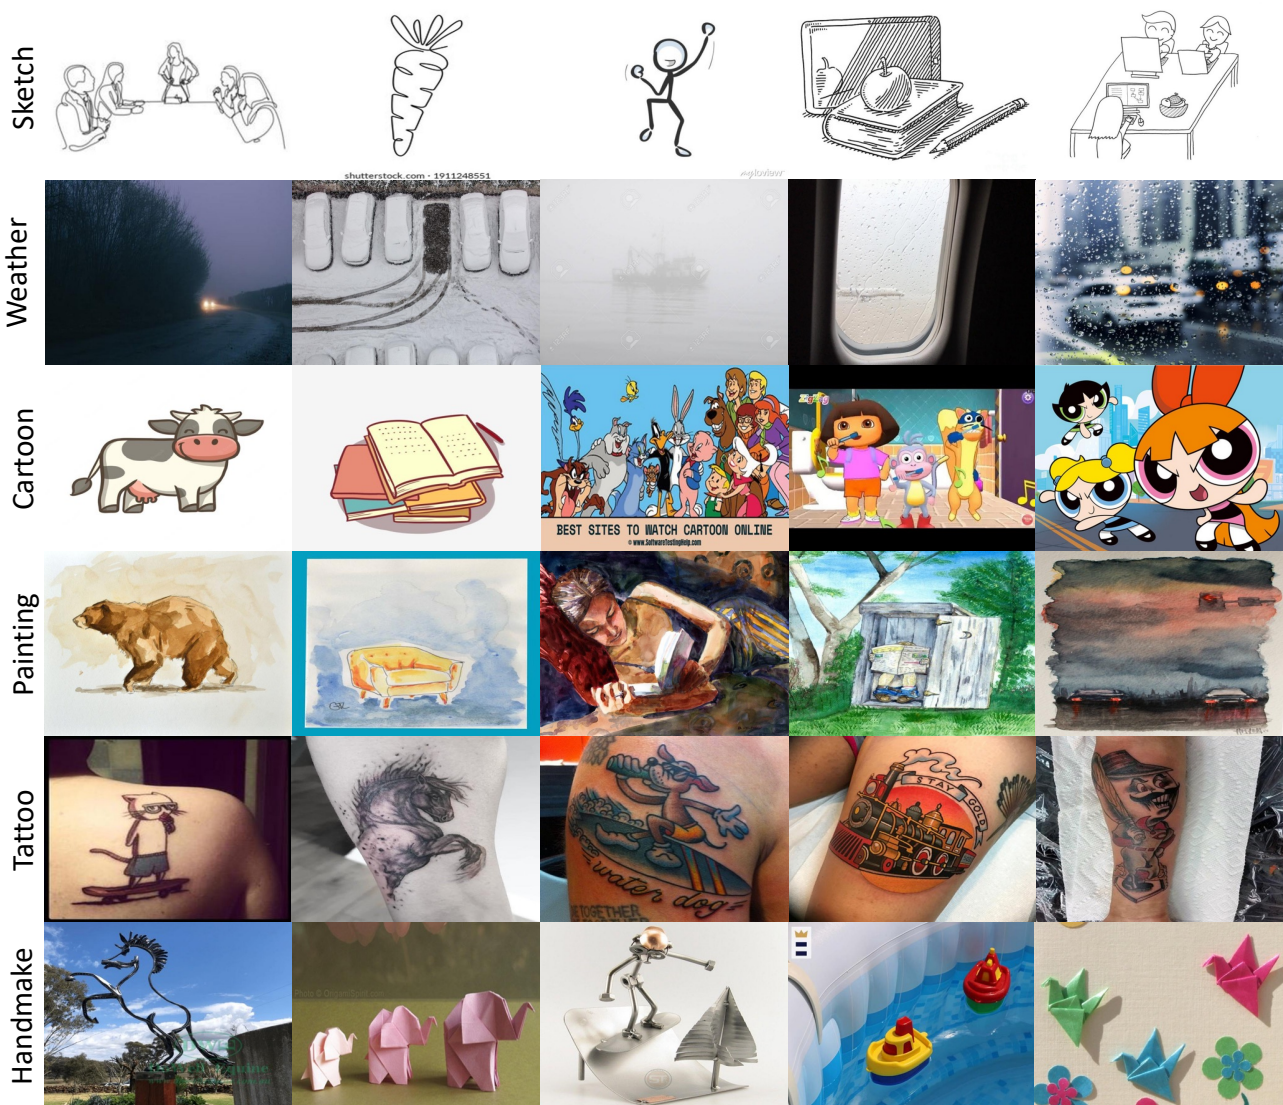 Sketch
shutterstock.com · 1911248551
Weather
Cartoon
BEST SITES TO WATCH CARTOON ONLINE
© www.SoftwareTestingHelp.com
Painting
Tattoo
water dog
TOGETHER
STAY GOLD
Handmake